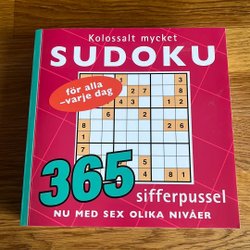 Kolossalt mycket
SUDOKU
för alla
–varje dag
365
sifferpussel
NU MED SEX OLIKA NIVÅER